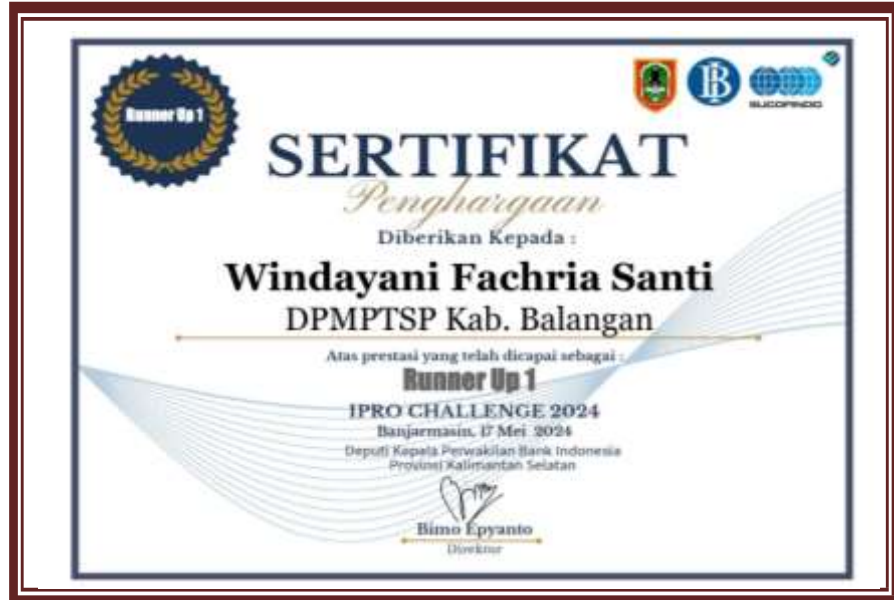 Runner Up 1
SUCOFINDO
SERTIFIKAT
Penghargaan
Diberikan Kepada :
Windayani Fachria Santi
DPMPTSP Kab. Balangan
Atas prestasi yang telah dicapai sebagai :
Runner Up 1
IPRO CHALLENGE 2024
Banjarmasin, 17 Mei 2024
Deputi Kepala Perwakilan Bank Indonesia
Provinsi Kalimantan Selatan
Bimo Epyanto
Direktur